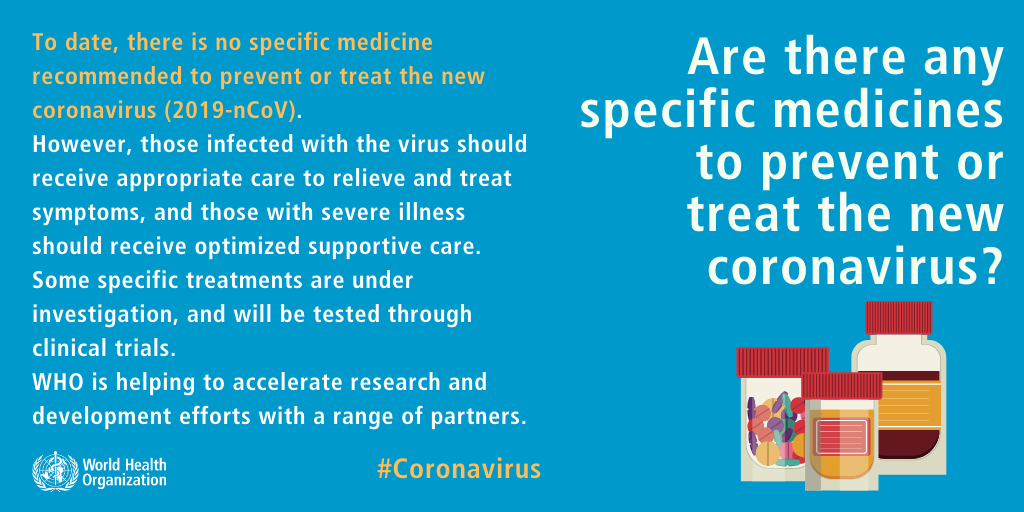 To date, there is no specific medicine
recommended to prevent or treat the new
coronavirus (2019-nCoV).
However, those infected with the virus should
receive appropriate care to relieve and treat
symptoms, and those with severe illness
should receive optimized supportive care.
Some specific treatments are under
investigation, and will be tested through
clinical trials.
WHO is helping to accelerate research and
development efforts with a range of partners.
World Health
Organization
#Coronavirus
Are there any
specific medicines
to prevent or
treat the new
coronavirus?